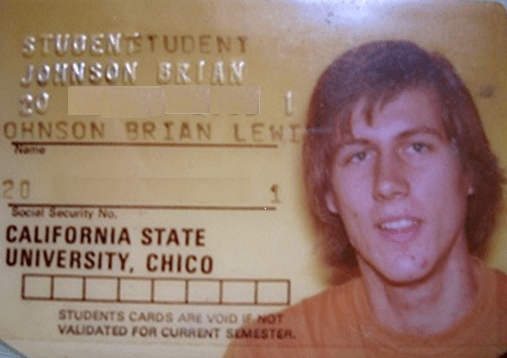 STUDENTSTUDENT
JOHNSON BRIAN
20 1
OHNSON BRIAN LEWI
Name
20 1
Social Security No.
CALIFORNIA STATE
UNIVERSITY, CHICO
STUDENTS CARDS ARE VOID IF NOT
VALIDATED FOR CURRENT SEMESTER.